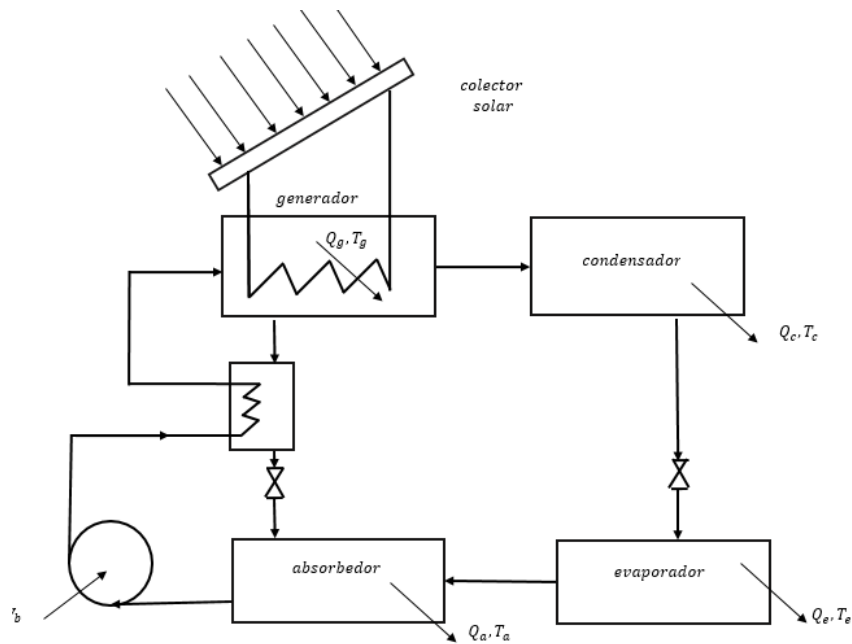 colector
solar
generador
Q_g, T_g
condensador
Q_c, T_c
absorbedor
evaporador
Q_a, T_a
Q_e, T_e